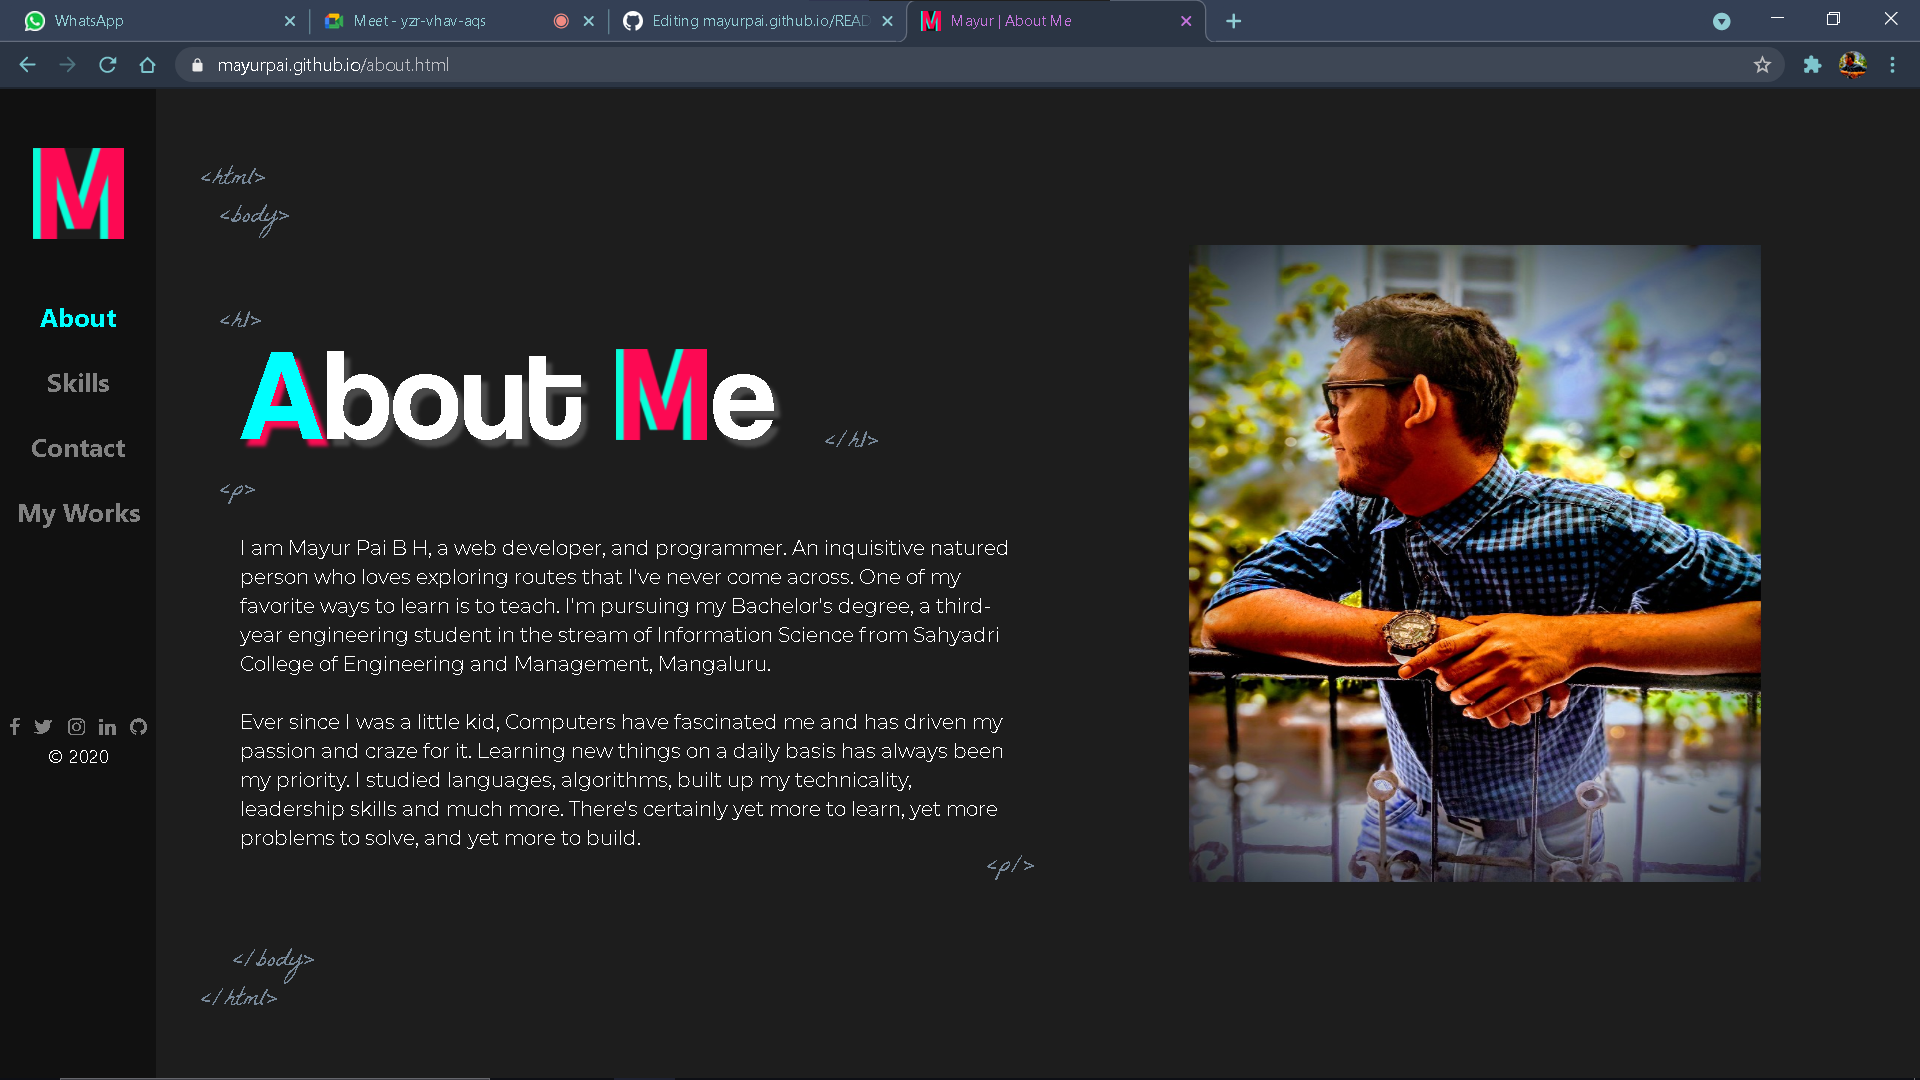 WhatsApp
Meet - yzr-vhav-aqs
Editing mayurpai.github.io/READ
Mayur | About Me
mayurpai.github.io/about.html
M
About
Skills
Contact
My Works
© 2020
<html>
<body>
<h1>
About Me
</h1>
<p>
I am Mayur Pai B H, a web developer, and programmer. An inquisitive natured
person who loves exploring routes that I've never come across. One of my
favorite ways to learn is to teach. I'm pursuing my Bachelor's degree, a third-
year engineering student in the stream of Information Science from Sahyadri
College of Engineering and Management, Mangaluru.
Ever since I was a little kid, Computers have fascinated me and has driven my
passion and craze for it. Learning new things on a daily basis has always been
my priority. I studied languages, algorithms, built up my technicality,
leadership skills and much more. There's certainly yet more to learn, yet more
problems to solve, and yet more to build.
<p/>
</body>
</html>